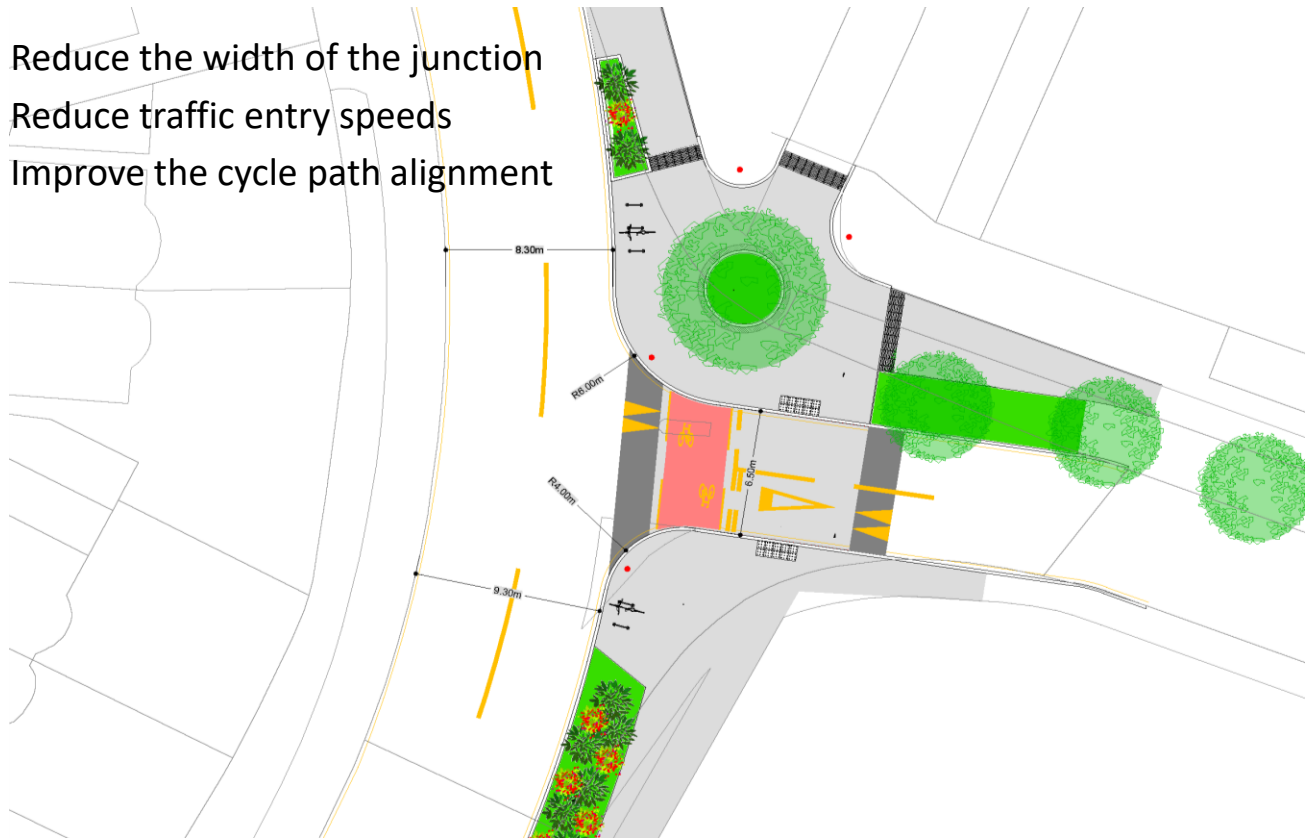 Reduce the width of the junction
Reduce traffic entry speeds
Improve the cycle path alignment
8.30m
R6.00m
6.50m
R4.00m
9.30m